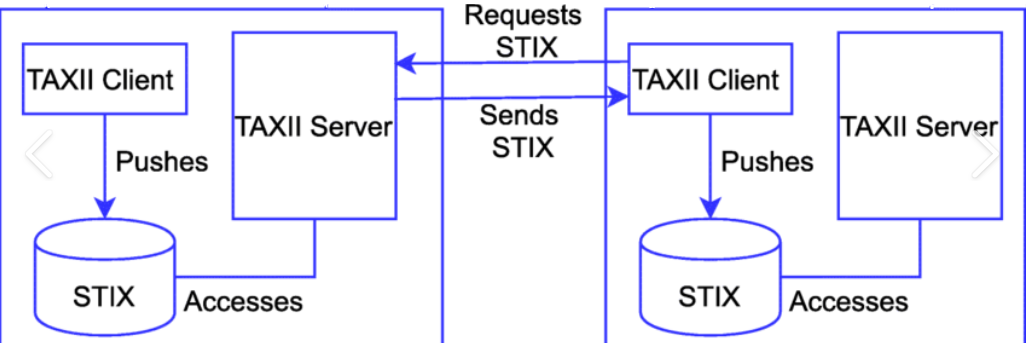 Requests
STIX
TAXII Client
TAXII Server
Pushes
STIX
Accesses
Sends
STIX
TAXII Client
TAXII Server
Pushes
STIX
Accesses